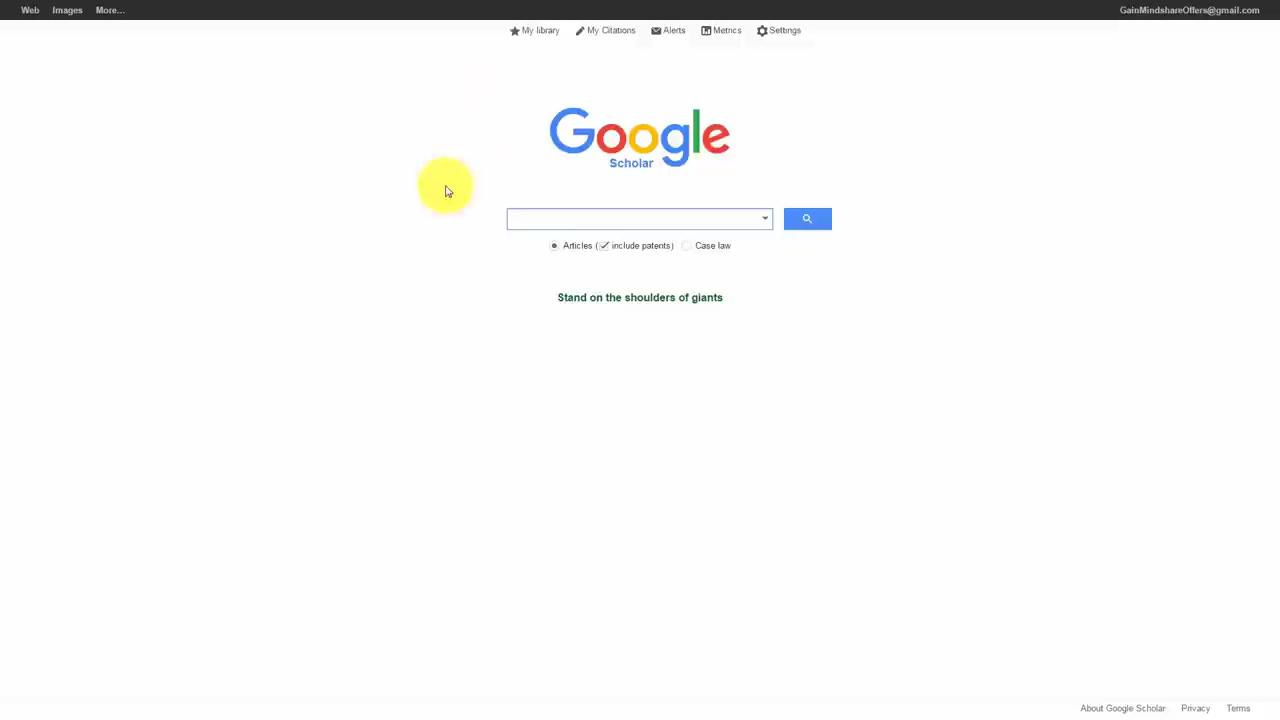 Web Images More... GainMindshareOffers@gmail.com
My library My Citations Alerts Metrics Settings
Google
Scholar
Articles (include patents) Case law
Stand on the shoulders of giants
About Google Scholar Privacy Terms